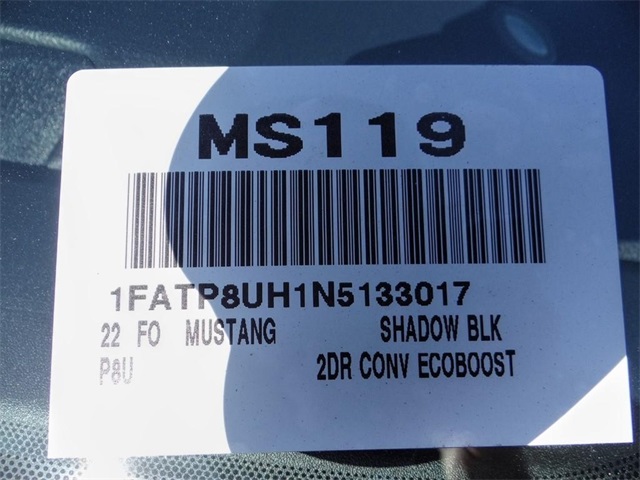 MS119
1FATP8UH1N5133017
22 FO MUSTANG SHADOW BLK
P8U 2DR CONV ECOBOOST